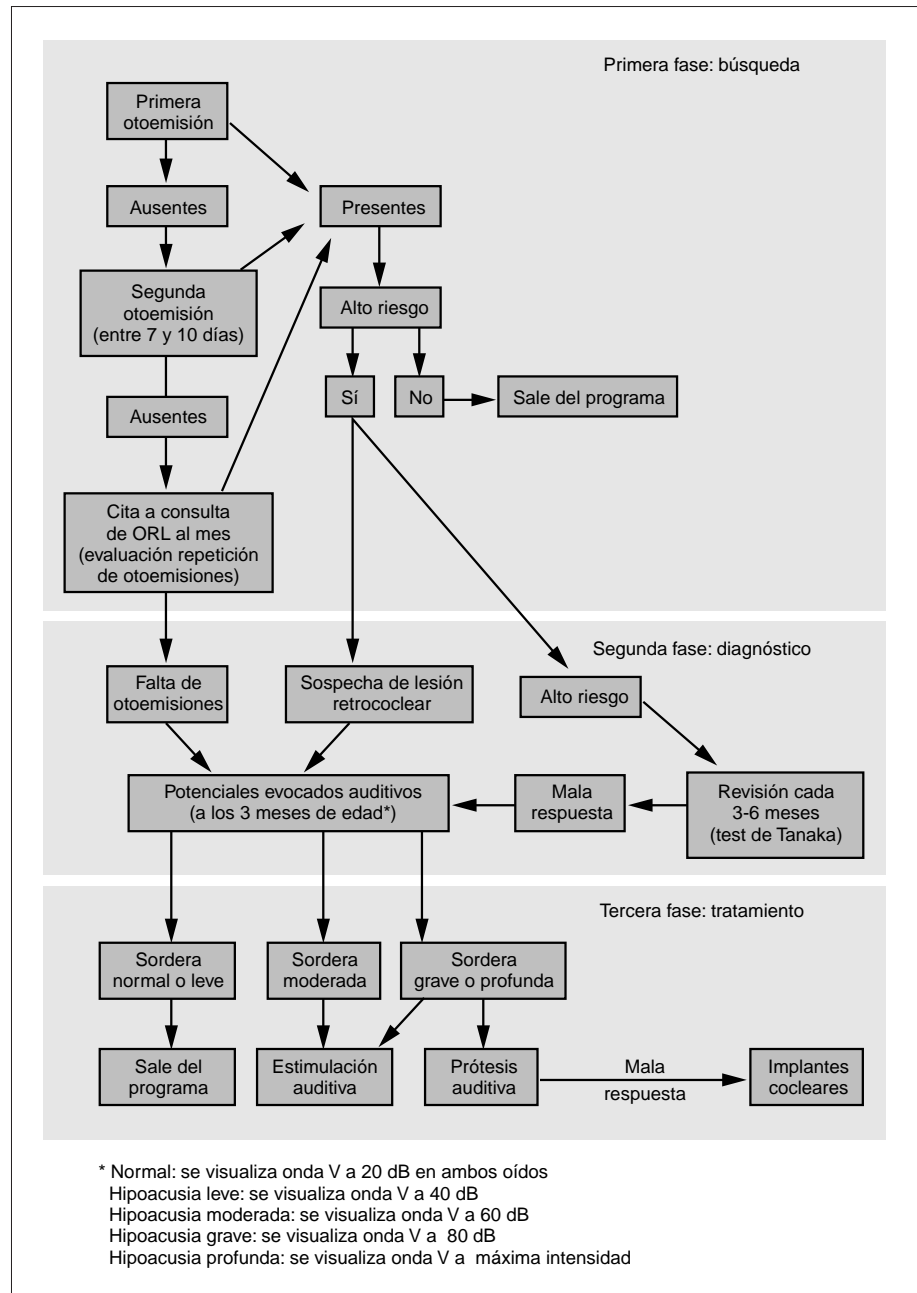 Primera fase: búsqueda
Primera
otoemisión
Ausentes
Presentes
Segunda
otoemisión
(entre 7 y 10 días)
Alto riesgo
Sí
No
Sale del programa
Ausentes
Cita a consulta
de ORL al mes
(evaluación repetición
de otoemisiones)
Segunda fase: diagnóstico
Falta de
otoemisiones
Sospecha de lesión
retrococlear
Alto riesgo
Potenciales evocados auditivos
(a los 3 meses de edad*)
Mala
respuesta
Revisión cada
3-6 meses
(test de Tanaka)
Tercera fase: tratamiento
Sordera
normal o leve
Sordera
moderada
Sordera
grave o profunda
Sale del
programa
Estimulación
auditiva
Prótesis
auditiva
Mala
respuesta
Implantes
cocleares
* Normal: se visualiza onda V a 20 dB en ambos oídos
Hipoacusia leve: se visualiza onda V a 40 dB
Hipoacusia moderada: se visualiza onda V a 60 dB
Hipoacusia grave: se visualiza onda V a 80 dB
Hipoacusia profunda: se visualiza onda V a máxima intensidad